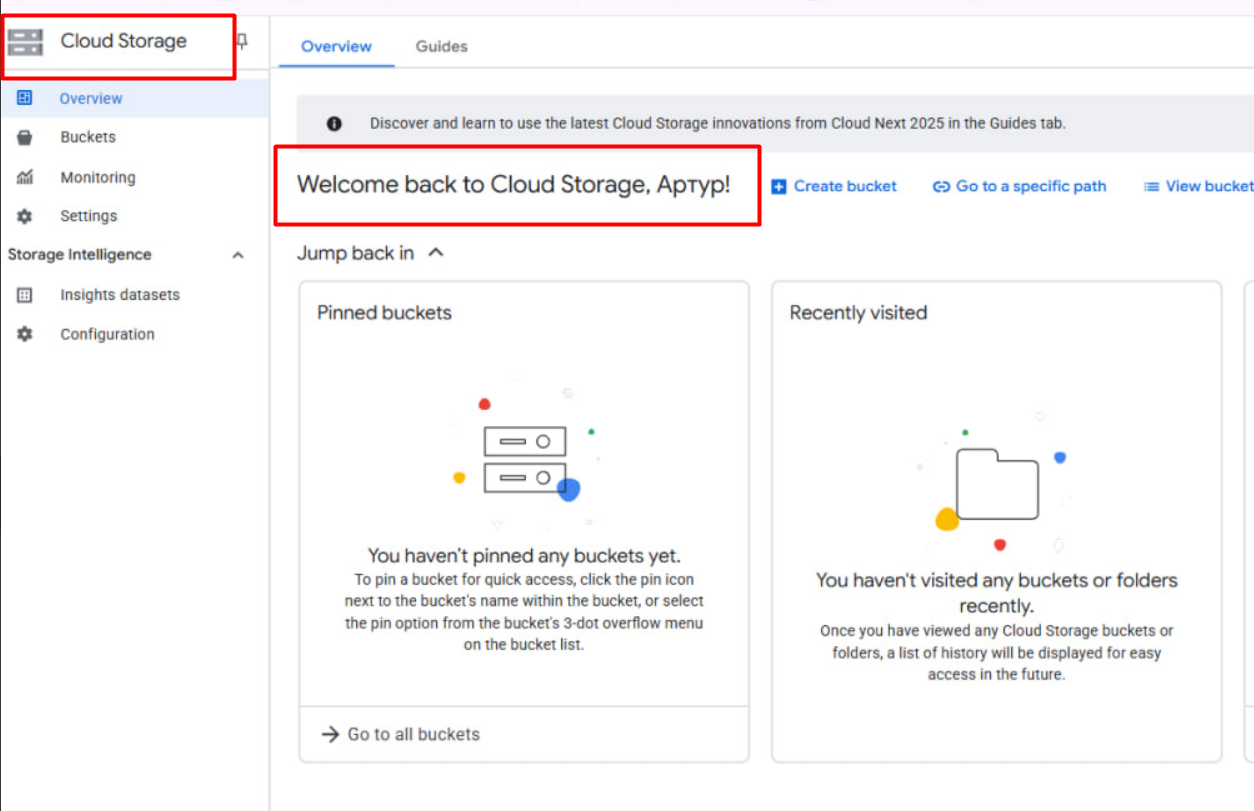 Cloud Storage
Overview
Buckets
Monitoring
Settings
Storage Intelligence
Insights datasets
Configuration
Overview Guides
Discover and learn to use the latest Cloud Storage innovations from Cloud Next 2025 in the Guides tab.
Welcome back to Cloud Storage, Артур! Create bucket Go to a specific path View bucket
Jump back in
Pinned buckets
You haven't pinned any buckets yet.
To pin a bucket for quick access, click the pin icon
next to the bucket's name within the bucket, or select
the pin option from the bucket's 3-dot overflow menu
on the bucket list.
Go to all buckets
Recently visited
You haven't visited any buckets or folders
recently.
Once you have viewed any Cloud Storage buckets or
folders, a list of history will be displayed for easy
access in the future.